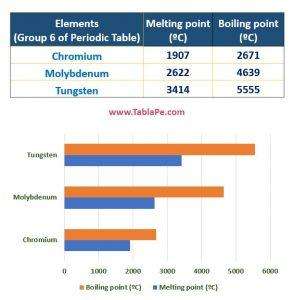 Elements (Group 6 of Periodic Table) Melting point (ºC) Boiling point (ºC)
Chromium 1907 2671
Molybdenum 2622 4639
Tungsten 3414 5555
www.TablaPe.com
Tungsten
Molybdenum
Chromium
0 1000 2000 3000 4000 5000 6000
Boiling point (ºC) Melting point (ºC)